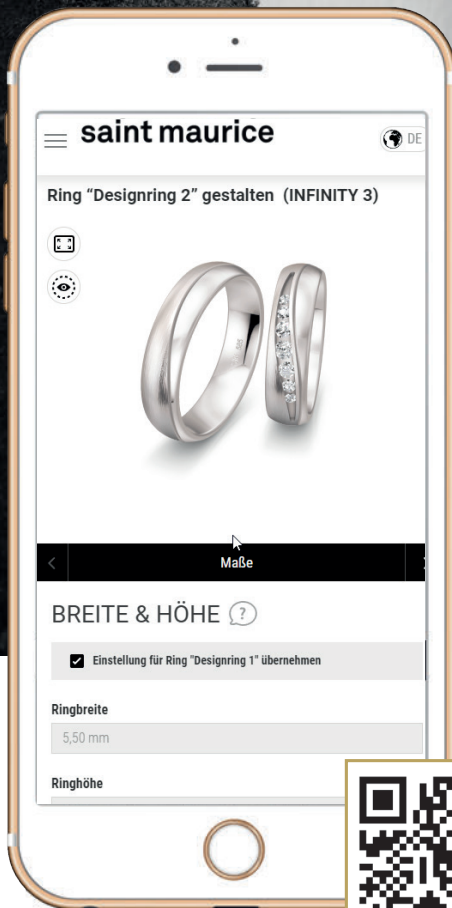 saint maurice
DE
Ring “Designring 2” gestalten (INFINITY 3)
Maße
BREITE & HÖHE ?
Einstellung für Ring "Designring 1" übernehmen
Ringbreite
5,50 mm
Ringhöhe